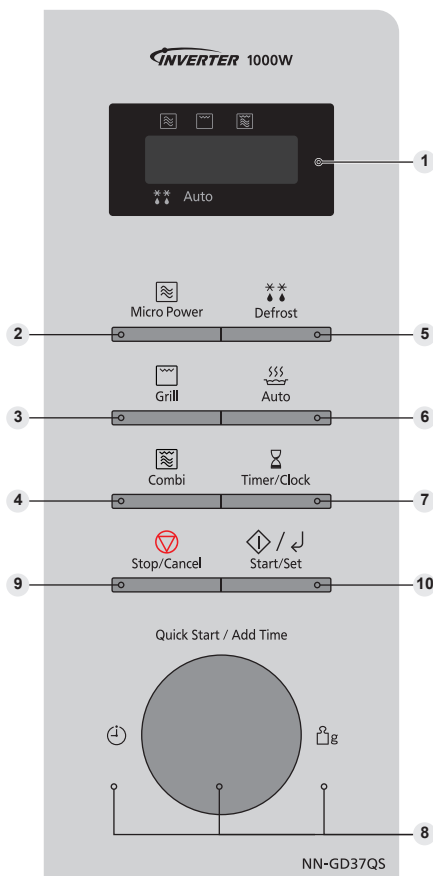 INVERTER 1000W
1
Auto
Micro Power Defrost
2 5
Grill Auto
3 6
Combi Timer/Clock
4 7
Stop/Cancel Start/Set
9 10
Quick Start / Add Time
g
8
NN-GD37QS